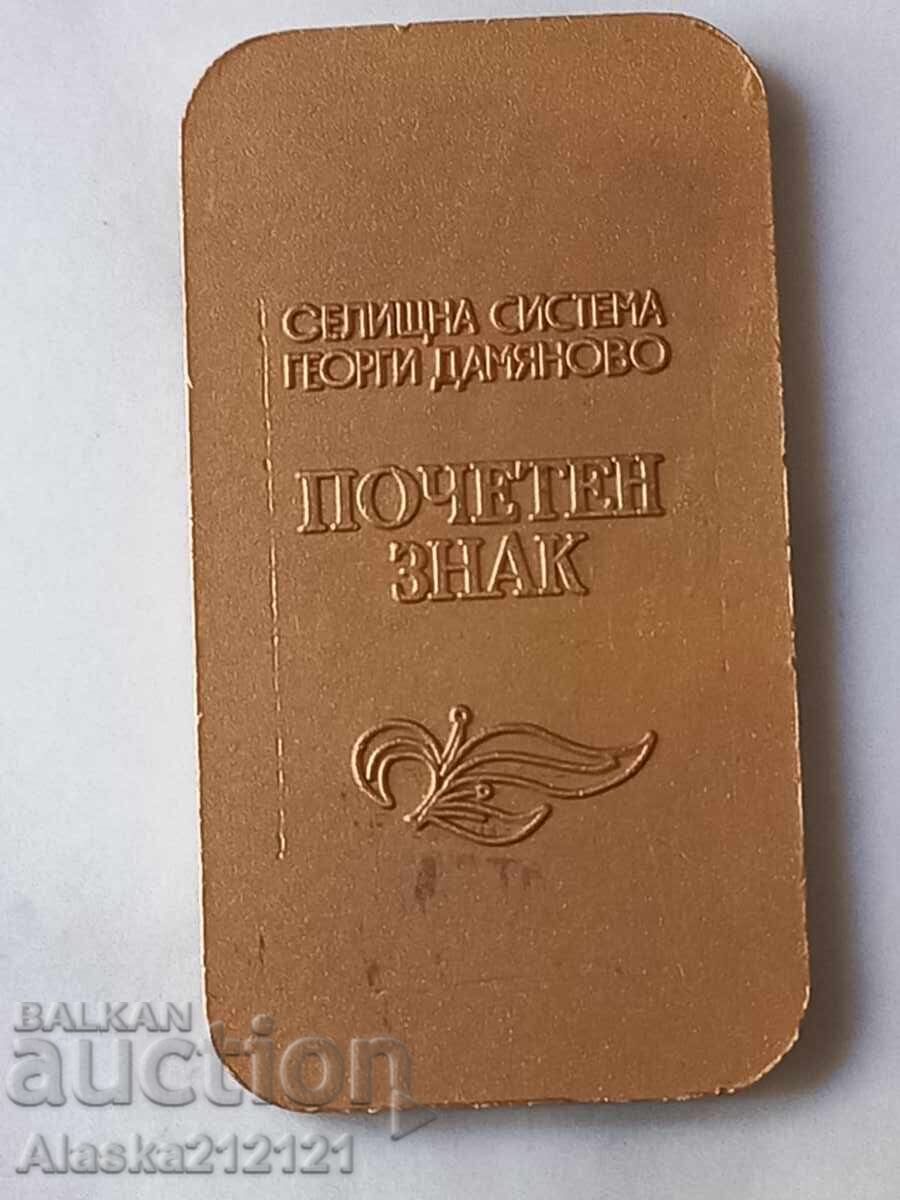 СЕЛИЩНА СИСТЕМА
ГЕОРГИ ДАМЯНОВО
ПОЧЕТЕН
ЗНАК
BALKAN
auction
Alaska212121